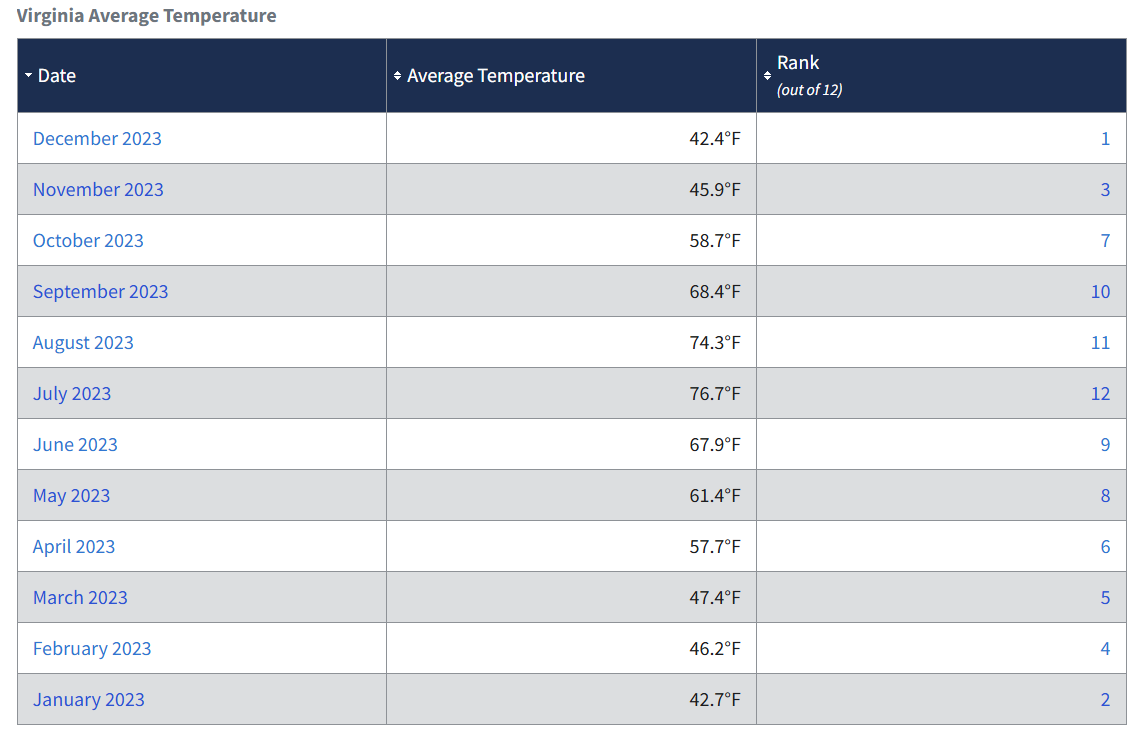 Virginia Average Temperature
Date Average Temperature Rank
(out of 12)
December 2023 42.4°F 1
November 2023 45.9°F 3
October 2023 58.7°F 7
September 2023 68.4°F 10
August 2023 74.3°F 11
July 2023 76.7°F 12
June 2023 67.9°F 9
May 2023 61.4°F 8
April 2023 57.7°F 6
March 2023 47.4°F 5
February 2023 46.2°F 4
January 2023 42.7°F 2